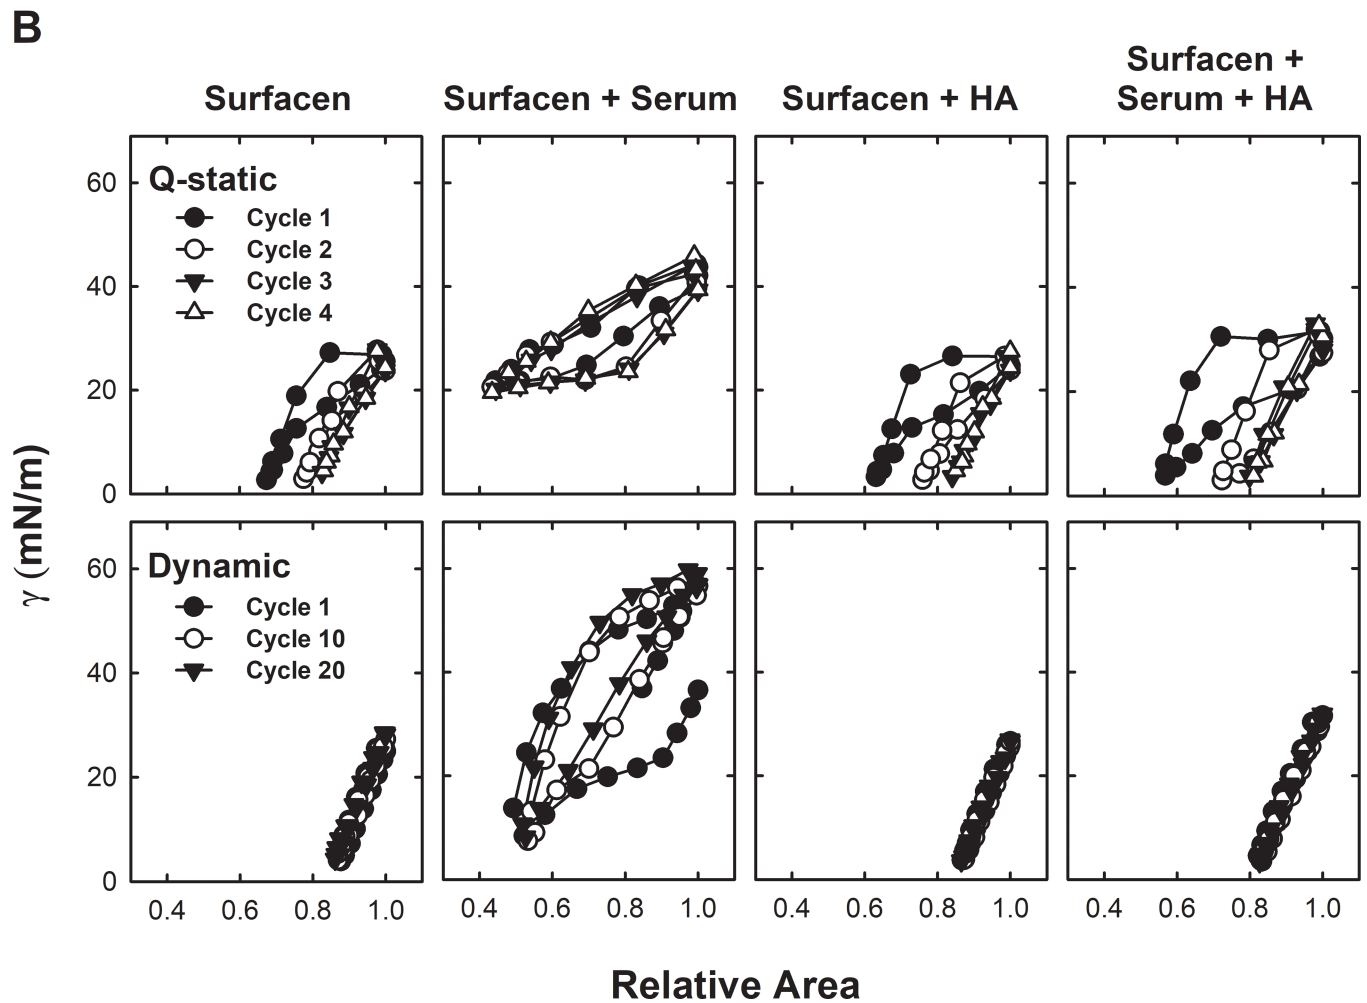 B
Surfacen
Surfacen + Serum
Surfacen + HA
Surfacen +
Serum + HA
Q-static
Cycle 1
Cycle 2
Cycle 3
Cycle 4
60
40
20
0
Dynamic
Cycle 1
Cycle 10
Cycle 20
60
40
20
0
γ (mN/m)
0.4 0.6 0.8 1.0
0.4 0.6 0.8 1.0
0.4 0.6 0.8 1.0
0.4 0.6 0.8 1.0
Relative Area